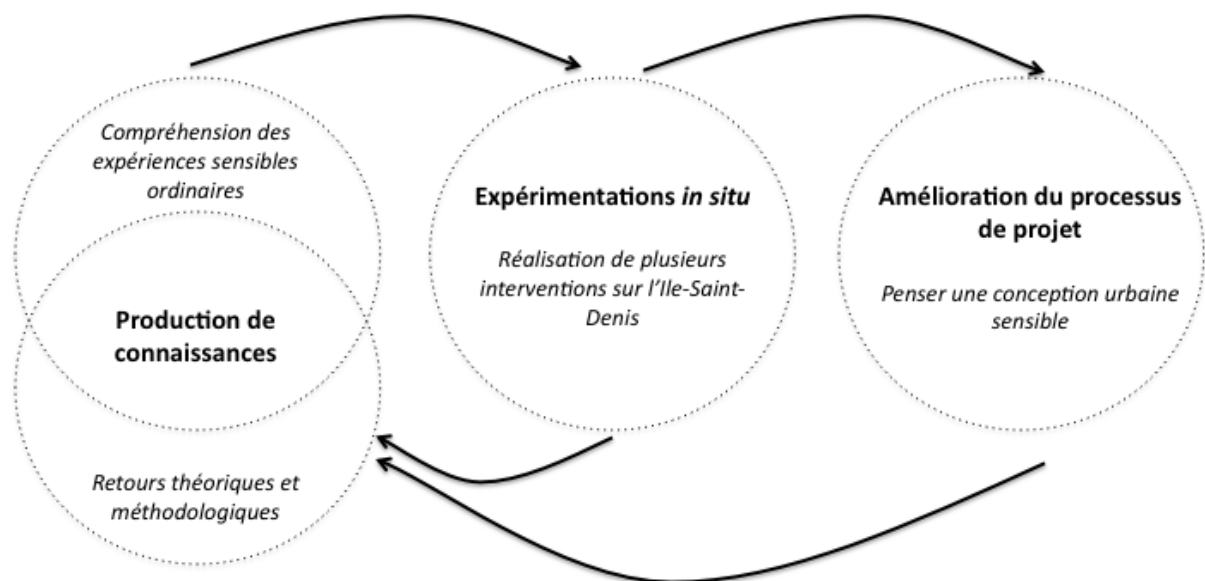 Compréhension des
expériences sensibles
ordinaires
Production de
connaissances
Retours théoriques et
méthodologiques
Expérimentations in situ
Réalisation de plusieurs
interventions sur l’Ile-Saint-
Denis
Amélioration du processus
de projet
Penser une conception urbaine
sensible